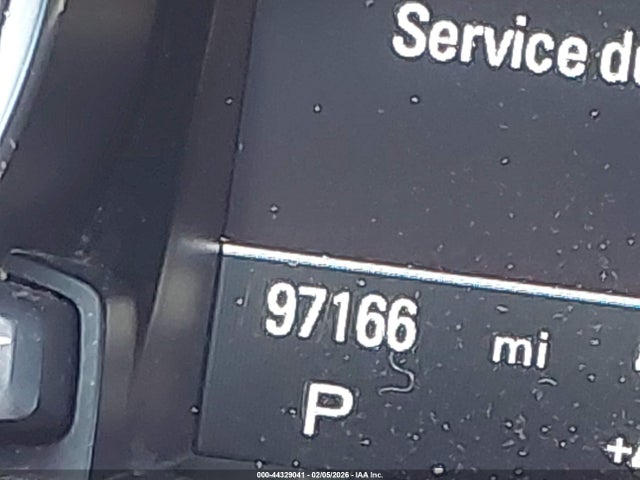 Service
97166 mi
P
000-44329041 - 02/05/2026 - IAA Inc.